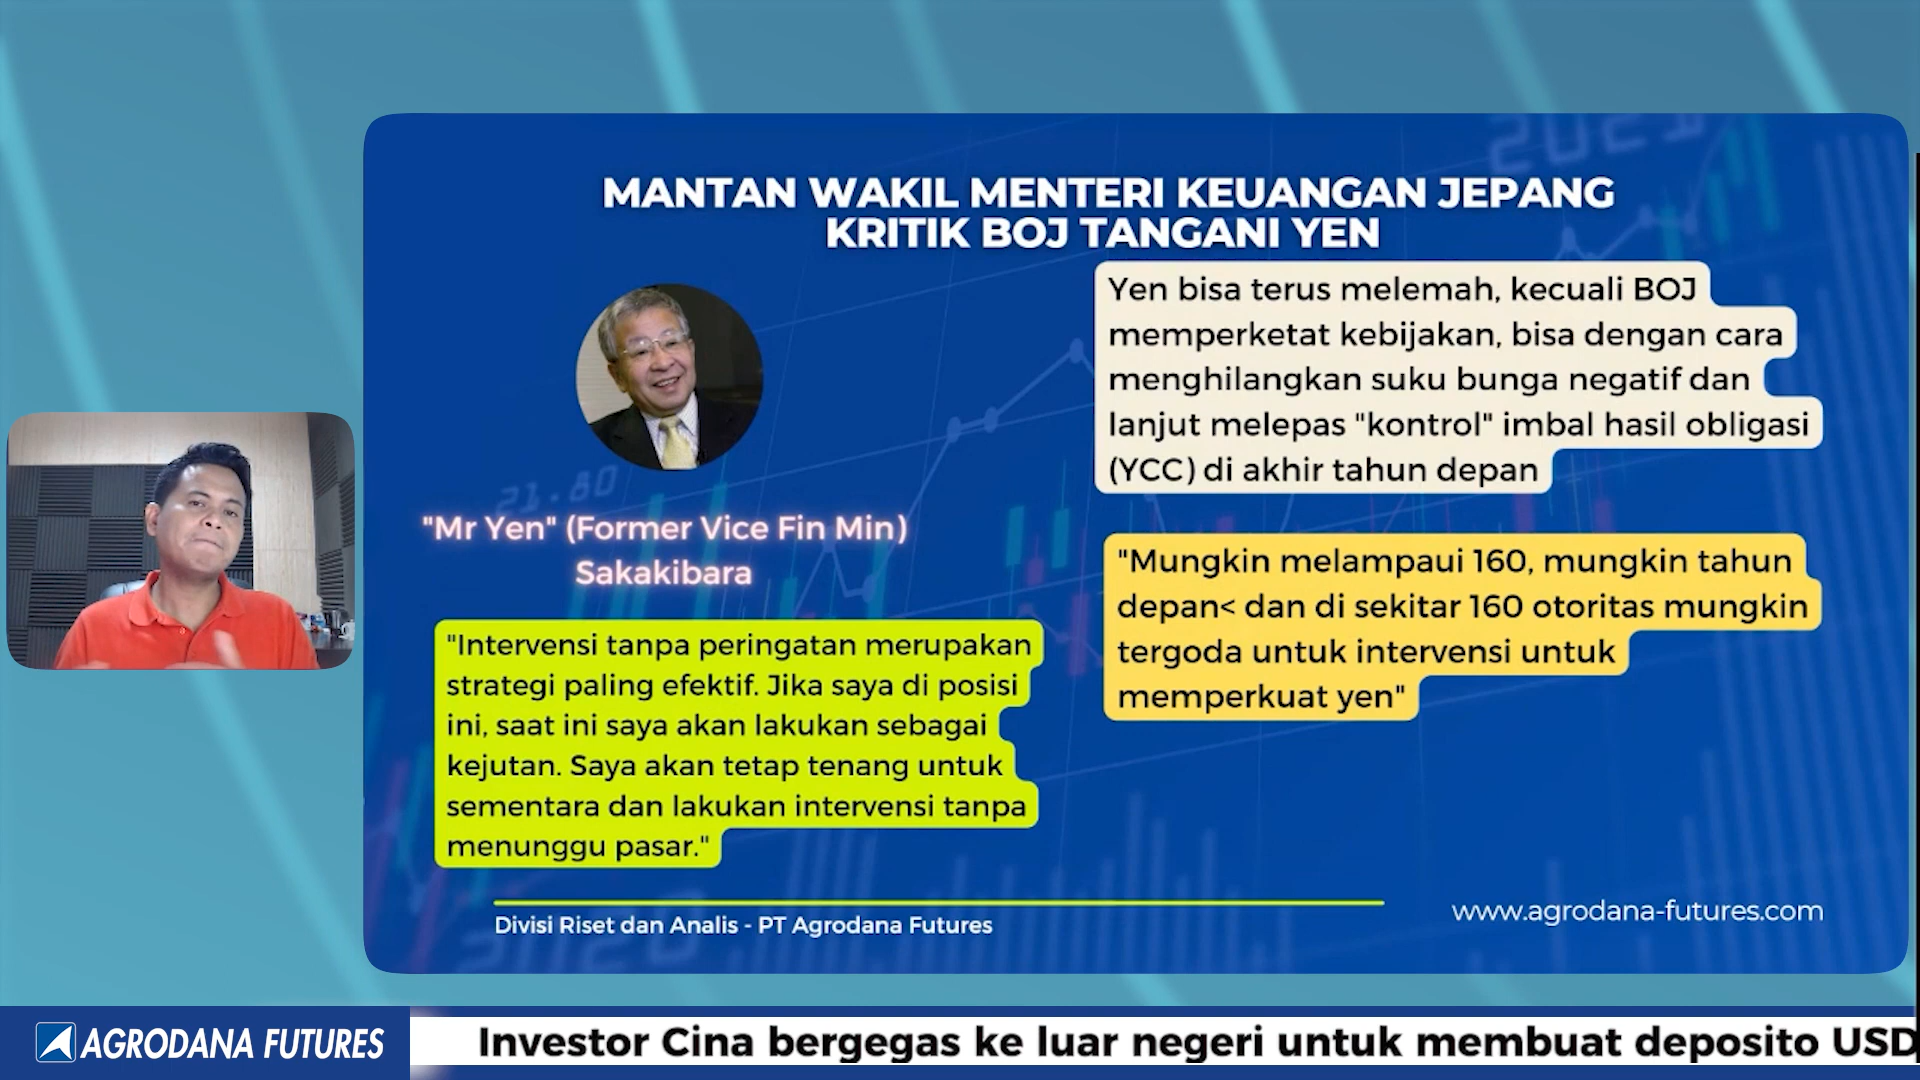 MANTAN WAKIL MENTERI KEUANGAN JEPANG
KRITIK BOJ TANGANI YEN
"Mr Yen" (Former Vice Fin Min)
Sakakibara
"Intervensi tanpa peringatan merupakan
strategi paling efektif. Jika saya di posisi
ini, saat ini saya akan lakukan sebagai
kejutan. Saya akan tetap tenang untuk
sementara dan lakukan intervensi tanpa
menunggu pasar."
Yen bisa terus melemah, kecuali BOJ
memperketat kebijakan, bisa dengan cara
menghilangkan suku bunga negatif dan
lanjut melepas "kontrol" imbal hasil obligasi
(YCC) di akhir tahun depan
"Mungkin melampaui 160, mungkin tahun
depan< dan di sekitar 160 otoritas mungkin
tergoda untuk intervensi untuk
memperkuat yen"
2021
21.80
2020
Divisi Riset dan Analis - PT Agrodana Futures
www.agrodana-futures.com
AGRODANA FUTURES
Investor Cina bergegas ke luar negeri untuk membuat deposito USD